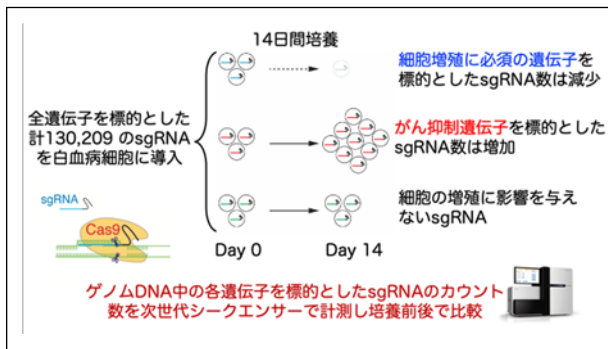 14日間培養
細胞増殖に必須の遺伝子を
標的としたsgRNA数は減少
全遺伝子を標的とした
計130,209 のsgRNA
を白血病細胞に導入
がん抑制遺伝子を標的とした
sgRNA数は増加
sgRNA
Cas9
細胞の増殖に影響を与え
ないsgRNA
Day 0
Day 14
ゲノムDNA中の各遺伝子を標的としたsgRNAのカウント
数を次世代シークエンサーで計測し培養前後で比較